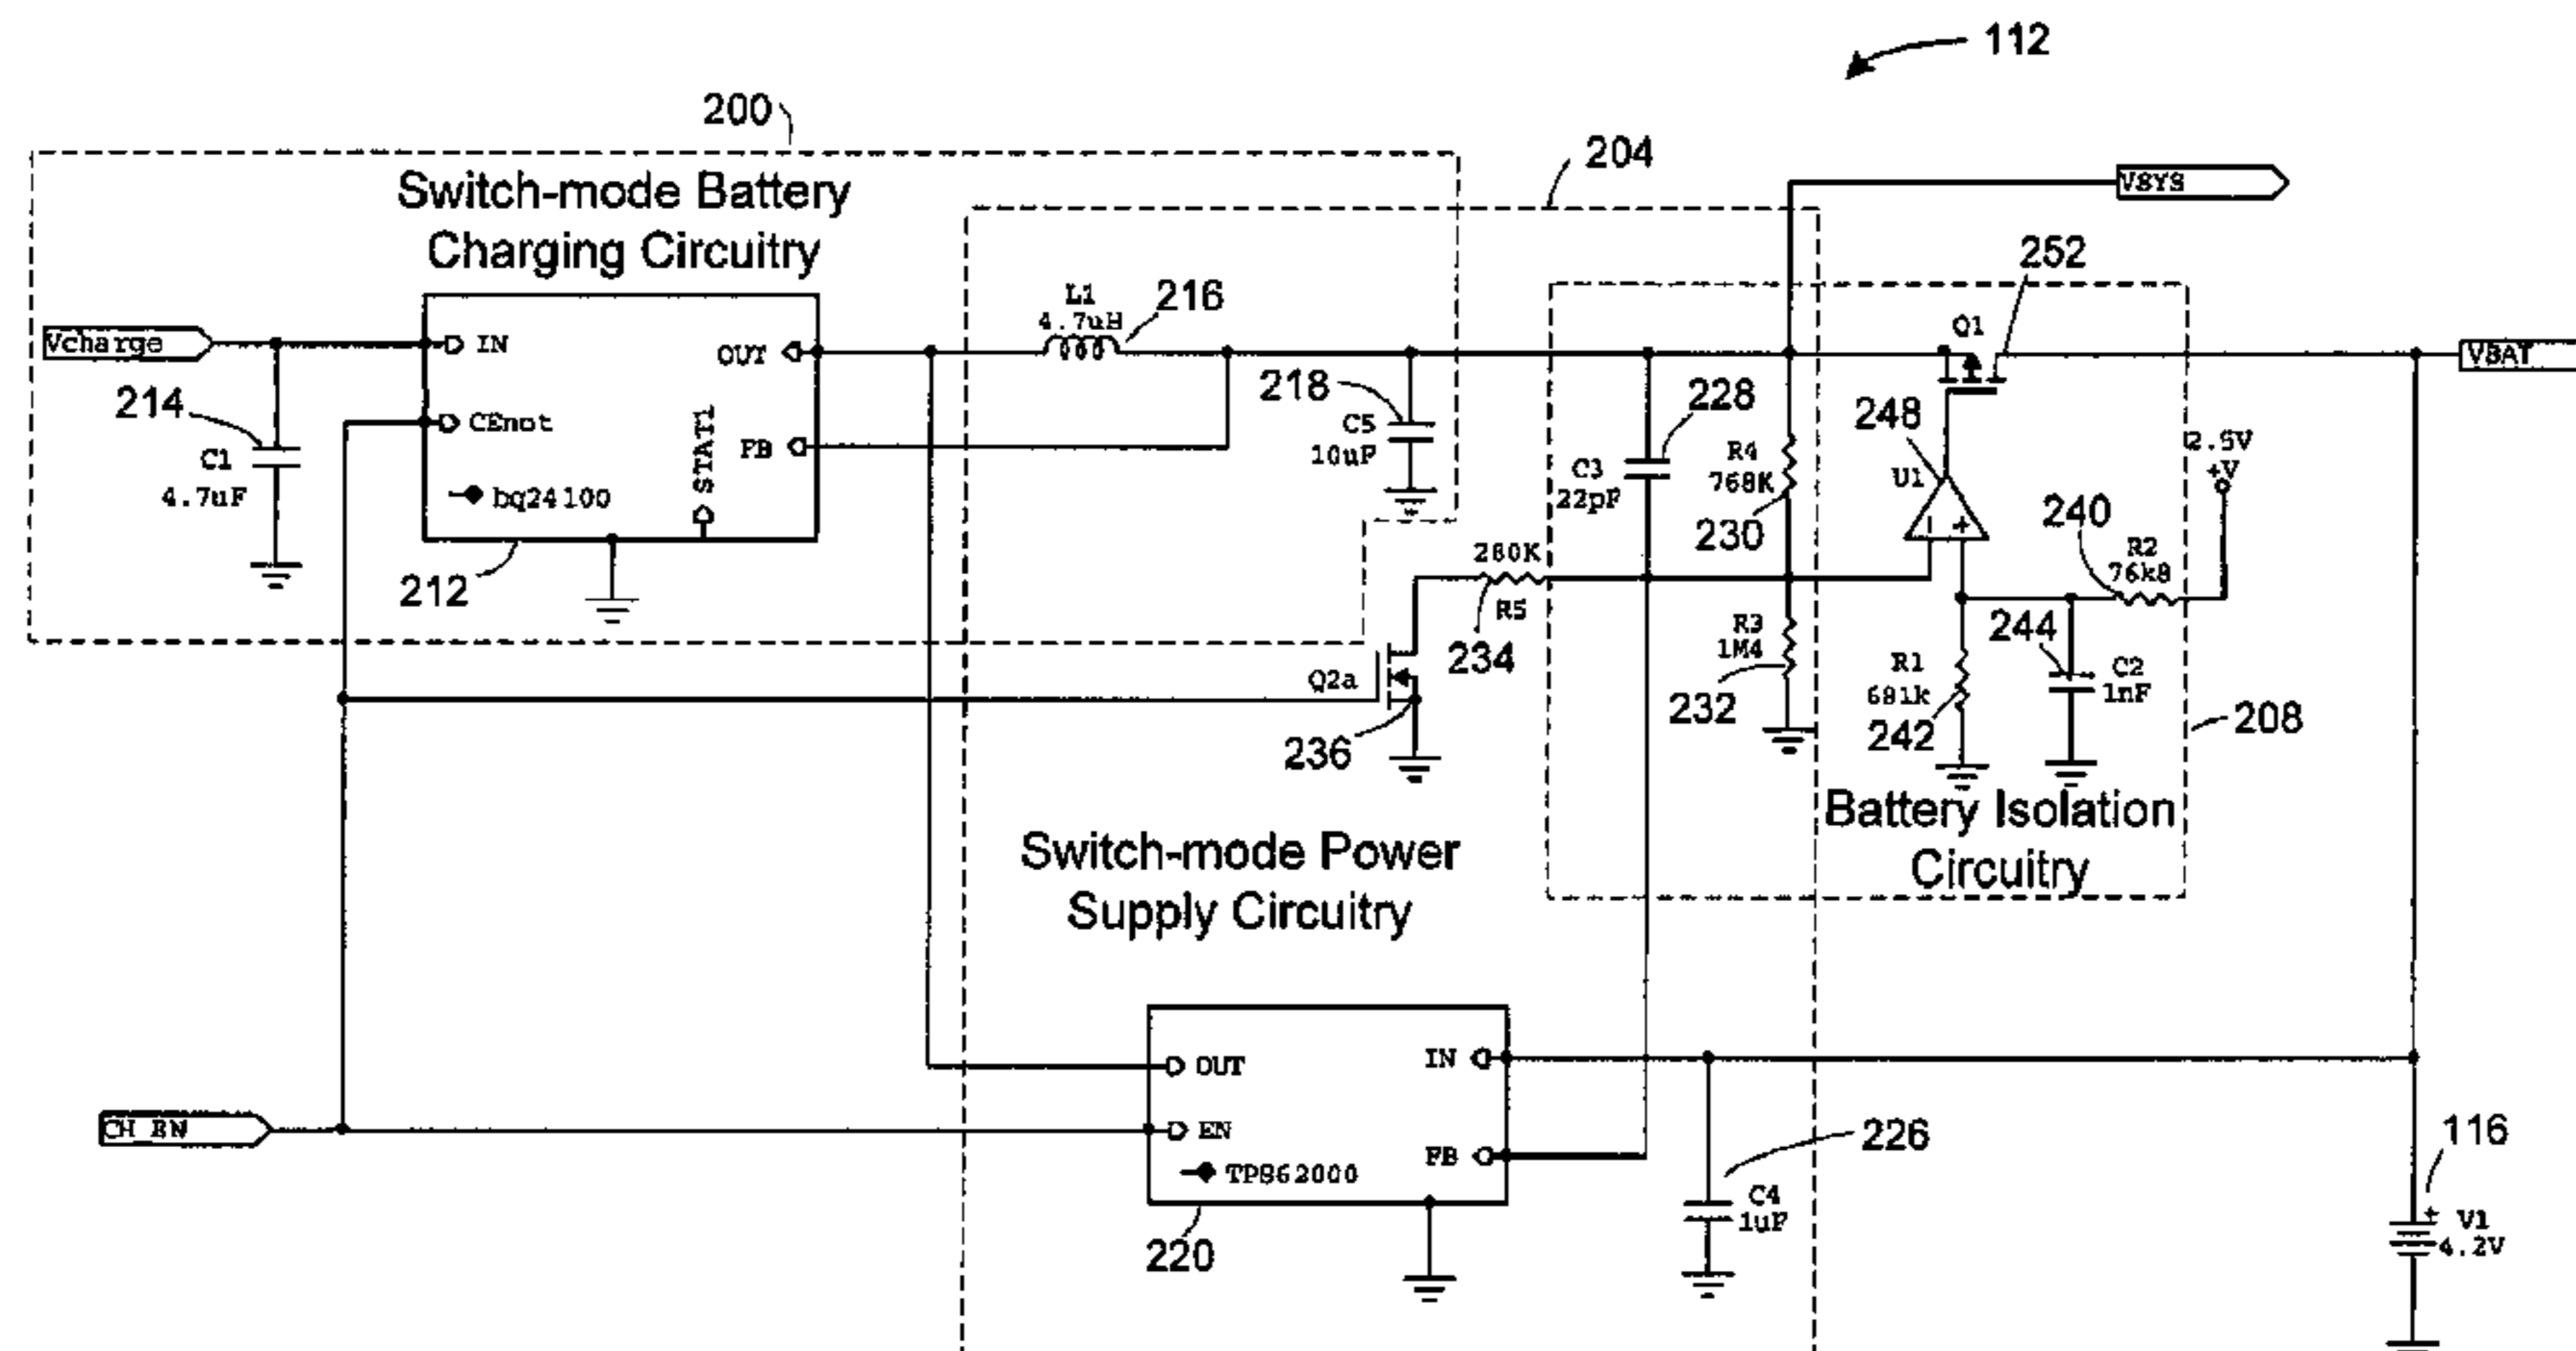 112
200
204
Switch-mode Battery
Charging Circuitry
VSYS
252
L1
4.7uH
216
Q1
Vcharge
IN
OUT
VBAT
214
CEnot
STAT1
FB
218
C5
10uF
228
248
2.5V
+V
C1
4.7uF
bq24100
C3
22pF
R4
768K
U1
- +
230
240
R2
76k8
212
280K
R5
234
R3
1M4
232
244
R1
681k
242
C2
1nF
208
Q2a
236
Battery Isolation
Circuitry
Switch-mode Power
Supply Circuitry
OUT
IN
CH_EN
EN
FB
TPS62000
226
C4
1uF
116
+
V1
4.2V
220